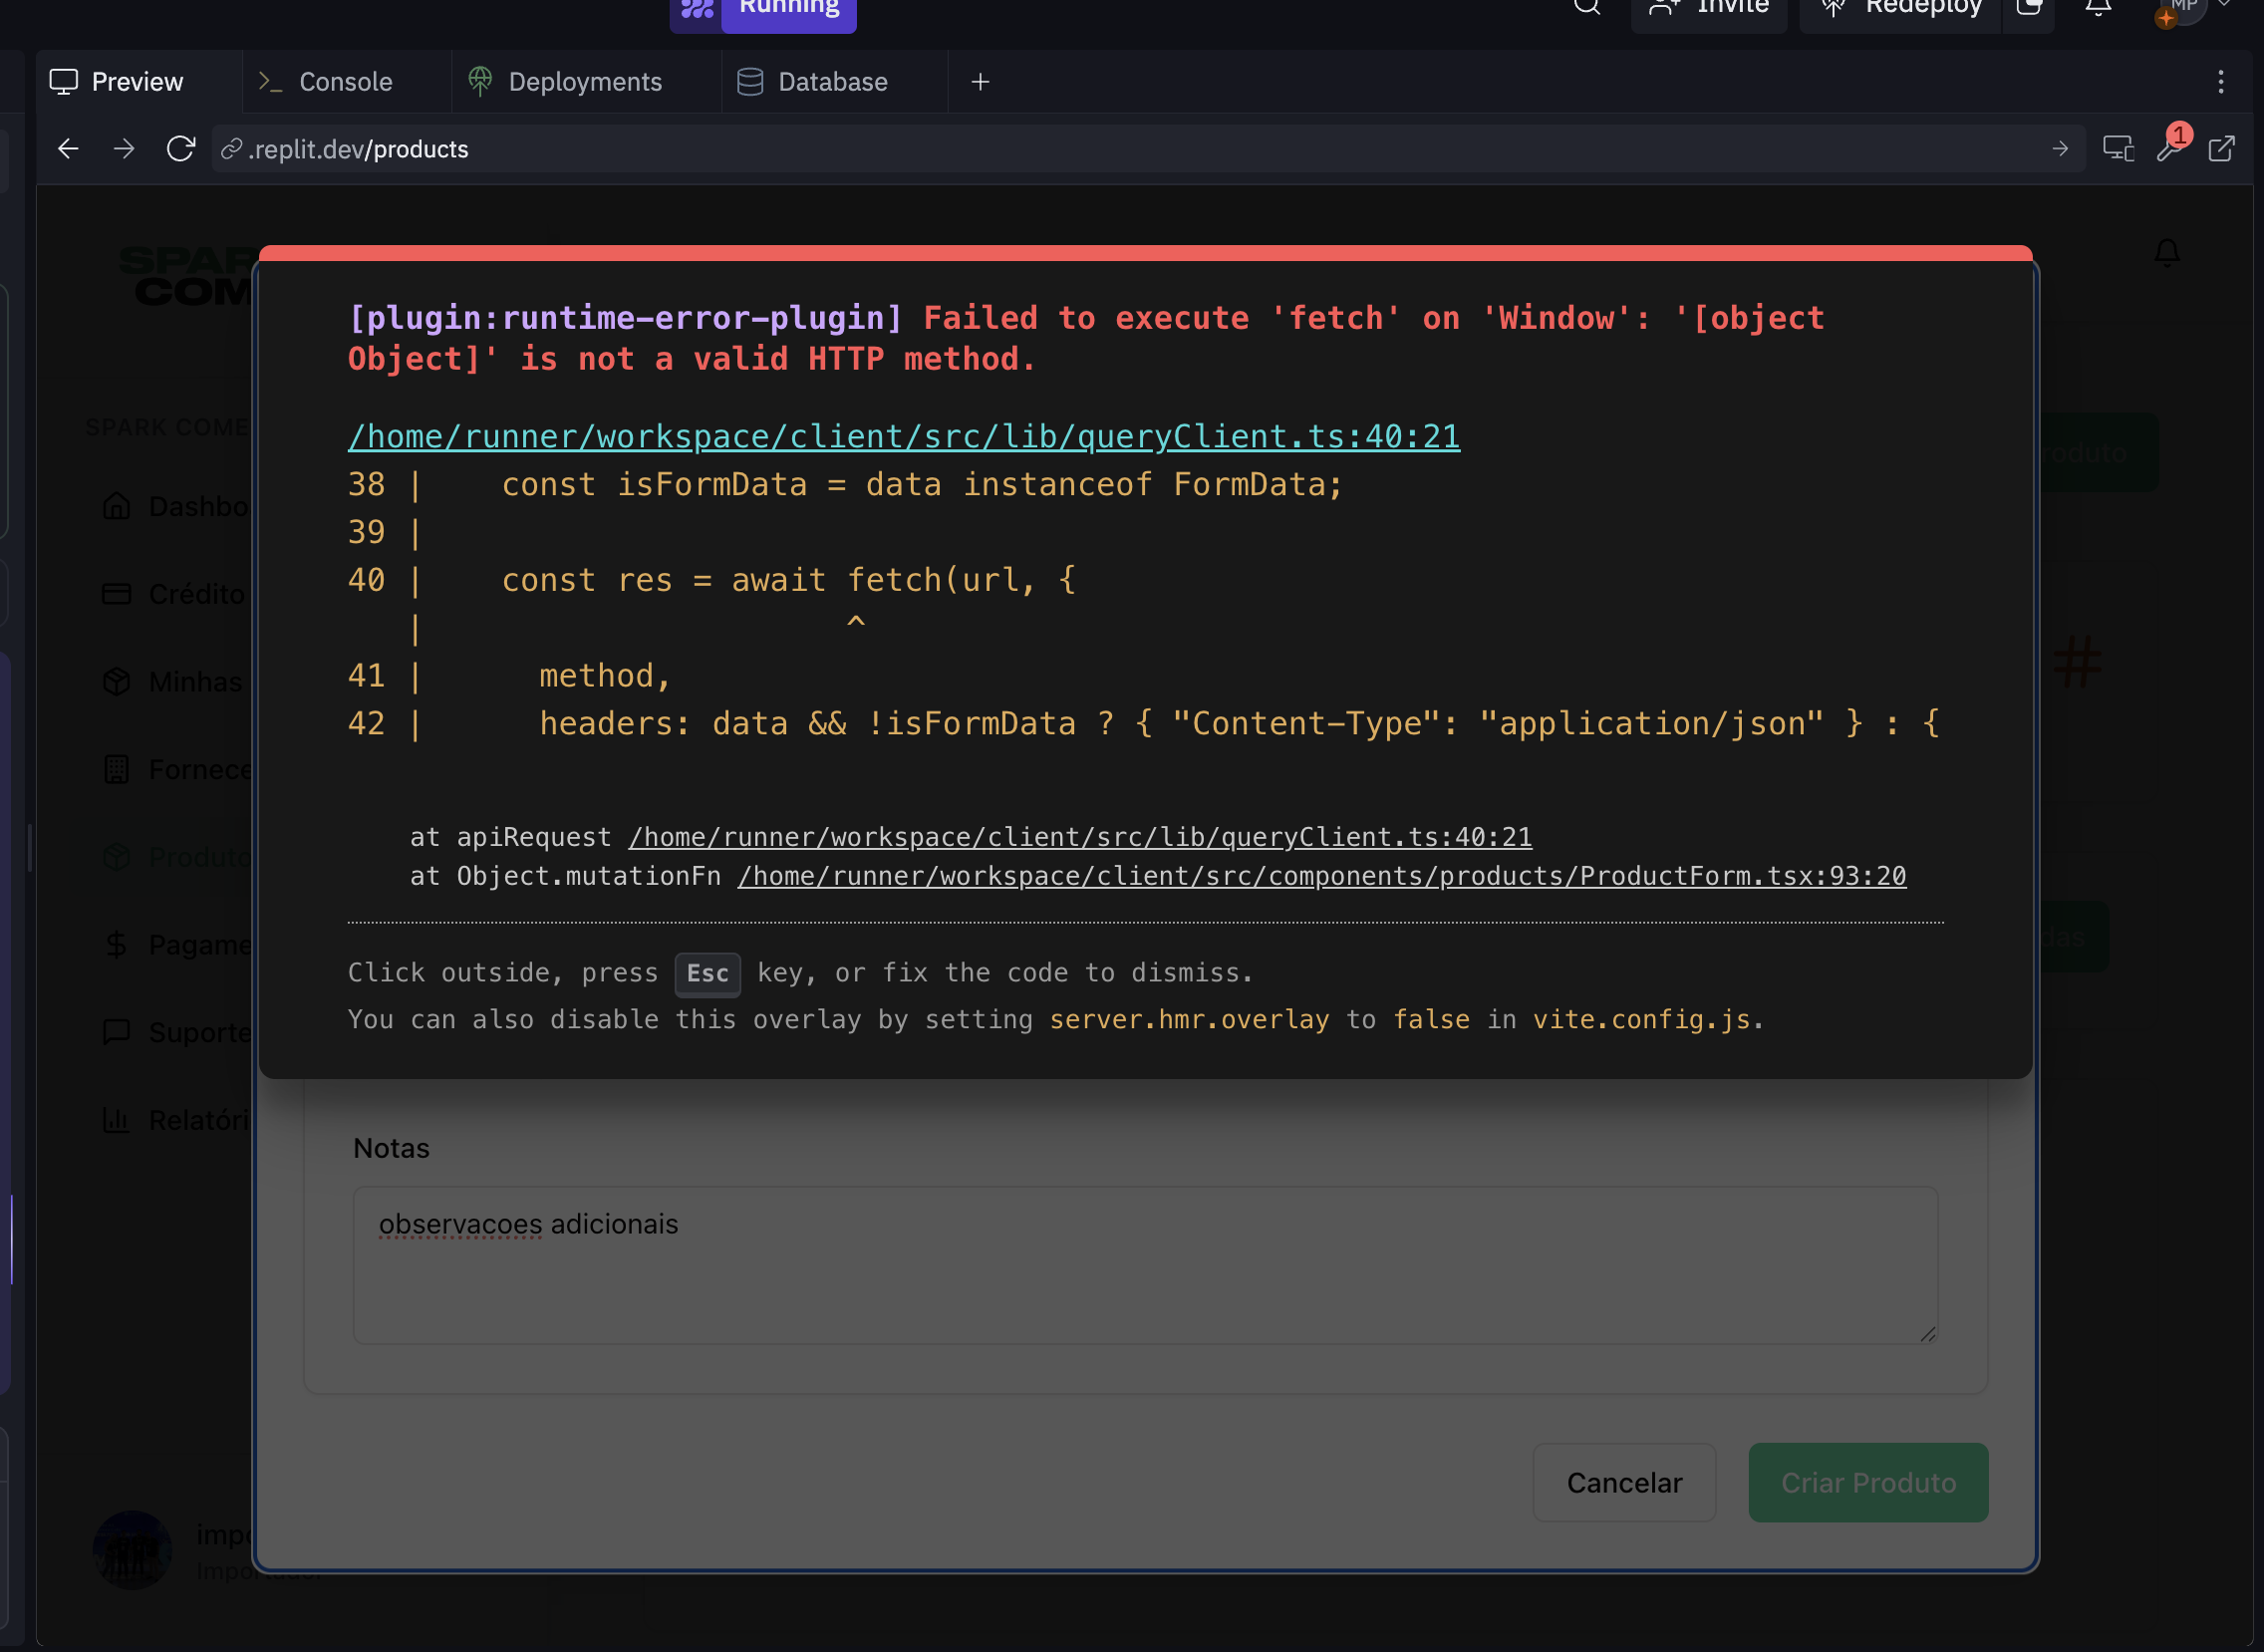 Running
Invite
Redeploy
MP
Preview
Console
Deployments
Database
.replit.dev/products
1
SPAR
COM
[plugin:runtime-error-plugin] Failed to execute 'fetch' on 'Window': '[object
Object]' is not a valid HTTP method.
/home/runner/workspace/client/src/lib/queryClient.ts:40:21
38 |    const isFormData = data instanceof FormData;
39 |
40 |    const res = await fetch(url, {
   |                      ^
41 |      method,
42 |      headers: data && !isFormData ? { "Content-Type": "application/json" } : {
at apiRequest /home/runner/workspace/client/src/lib/queryClient.ts:40:21
at Object.mutationFn /home/runner/workspace/client/src/components/products/ProductForm.tsx:93:20
Click outside, press Esc key, or fix the code to dismiss.
You can also disable this overlay by setting server.hmr.overlay to false in vite.config.js.
SPARK COME
Dashbo
Crédito
Minhas
Fornece
Produto
Pagame
Suporte
Relatóri
roduto
#
das
Notas
observacoes adicionais
Cancelar
Criar Produto
impo
Importador